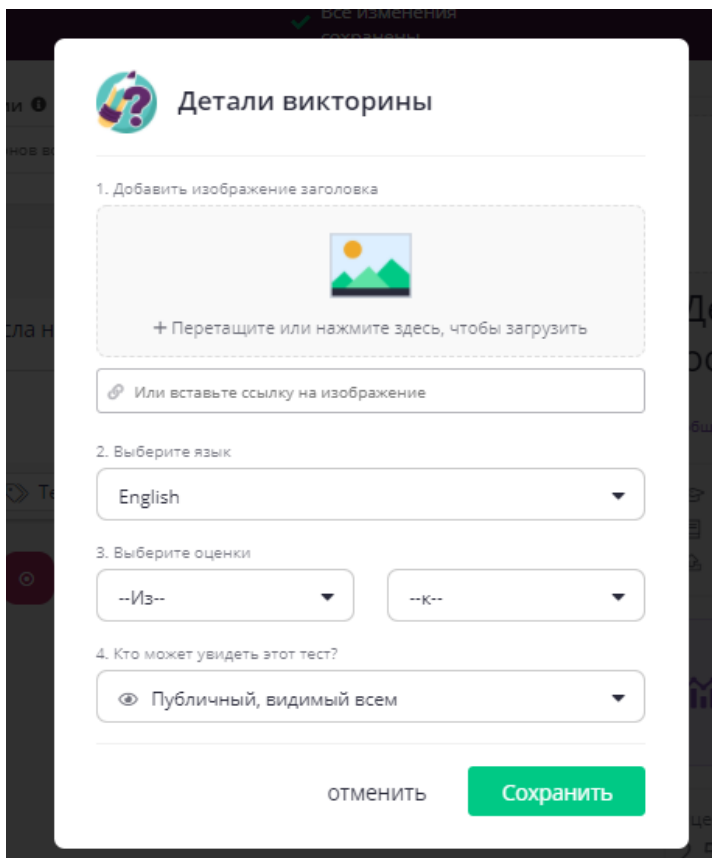 Все изменения
сохранены
Детали викторины
1. Добавить изображение заголовка
+ Перетащите или нажмите здесь, чтобы загрузить
Или вставьте ссылку на изображение
2. Выберите язык
English
3. Выберите оценки
--Из--
--к--
4. Кто может увидеть этот тест?
Публичный, видимый всем
отменить
Сохранить